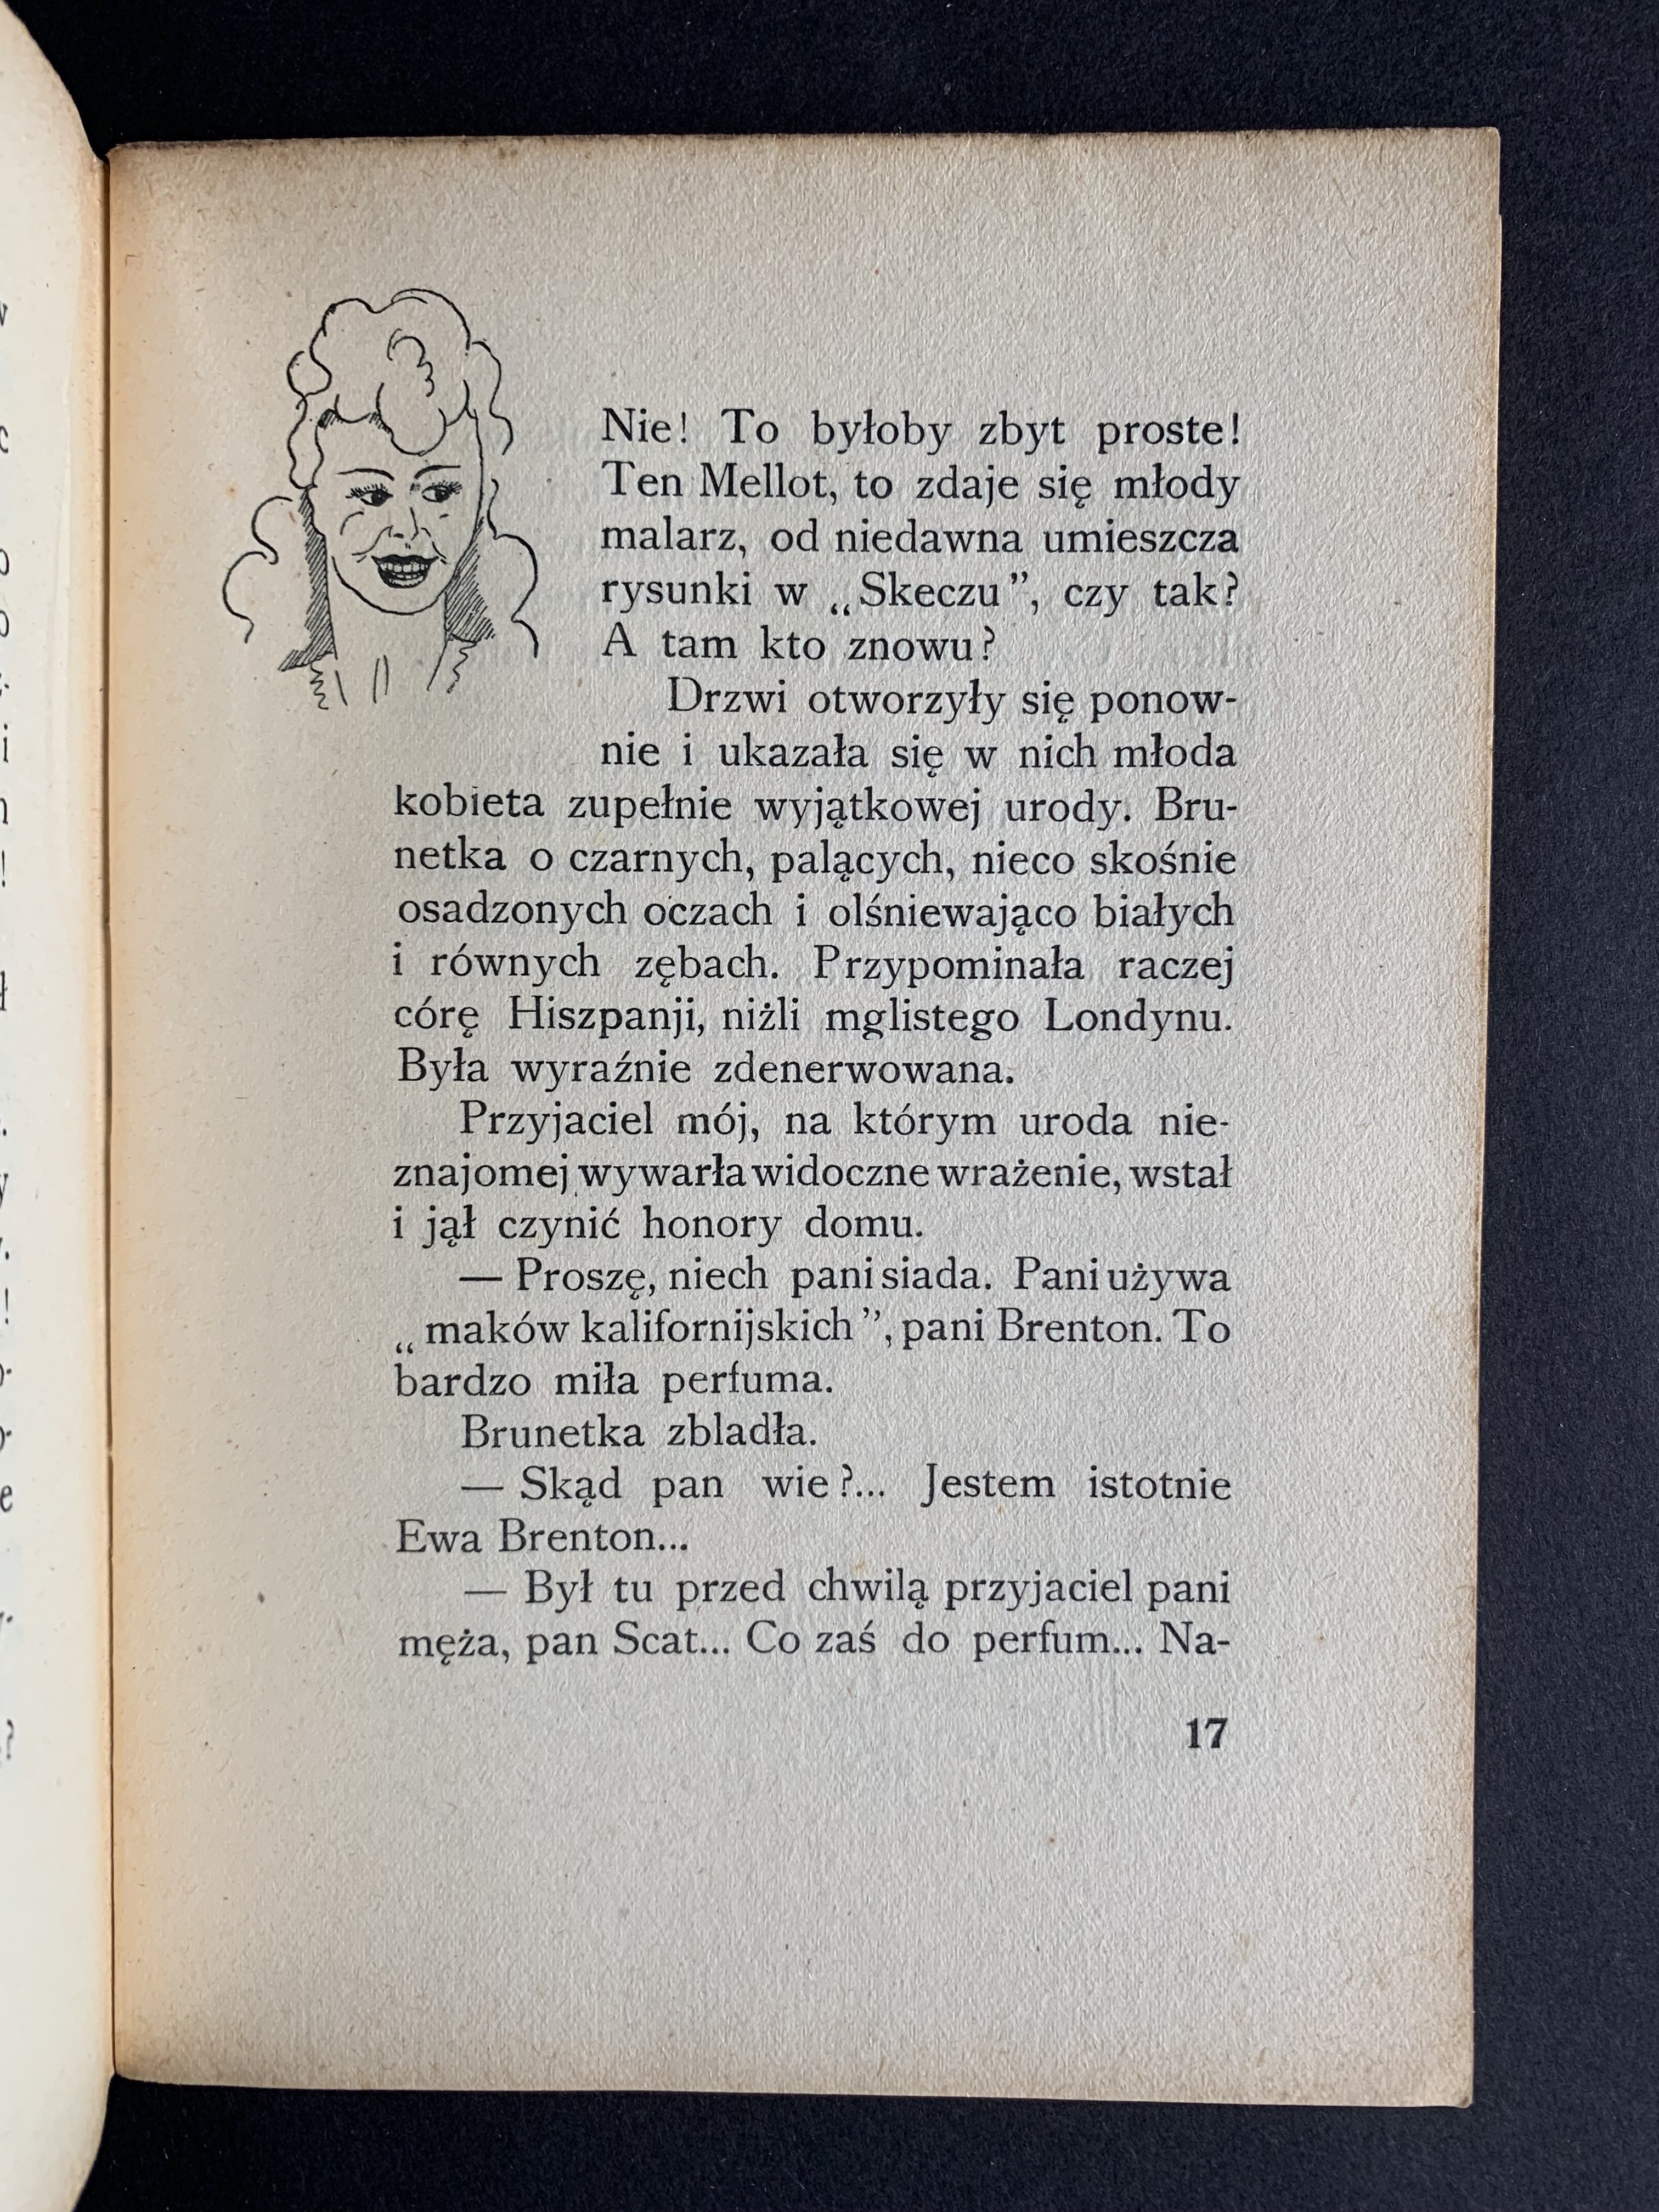 Nie! To byłoby zbyt proste!
Ten Mellot, to zdaje się młody
malarz, od niedawna umieszcza
rysunki w „Skeczu”, czy tak?
A tam kto znowu?
Drzwi otworzyły się ponow-
nie i ukazała się w nich młoda
kobieta zupełnie wyjątkowej urody. Bru-
netka o czarnych, palących, nieco skośnie
osadzonych oczach i olśniewająco białych
i równych zębach. Przypominała raczej
córę Hiszpanji, niżli mglistego Londynu.
Była wyraźnie zdenerwowana.
Przyjaciel mój, na którym uroda nie-
znajomej wywarła widoczne wrażenie, wstał
i jął czynić honory domu.
— Proszę, niech pani siada. Pani używa
„maków kalifornijskich”, pani Brenton. To
bardzo miła perfuma.
Brunetka zbladła.
— Skąd pan wie?... Jestem istotnie
Ewa Brenton...
— Był tu przed chwilą przyjaciel pani
męża, pan Scat... Co zaś do perfum... Na-
17